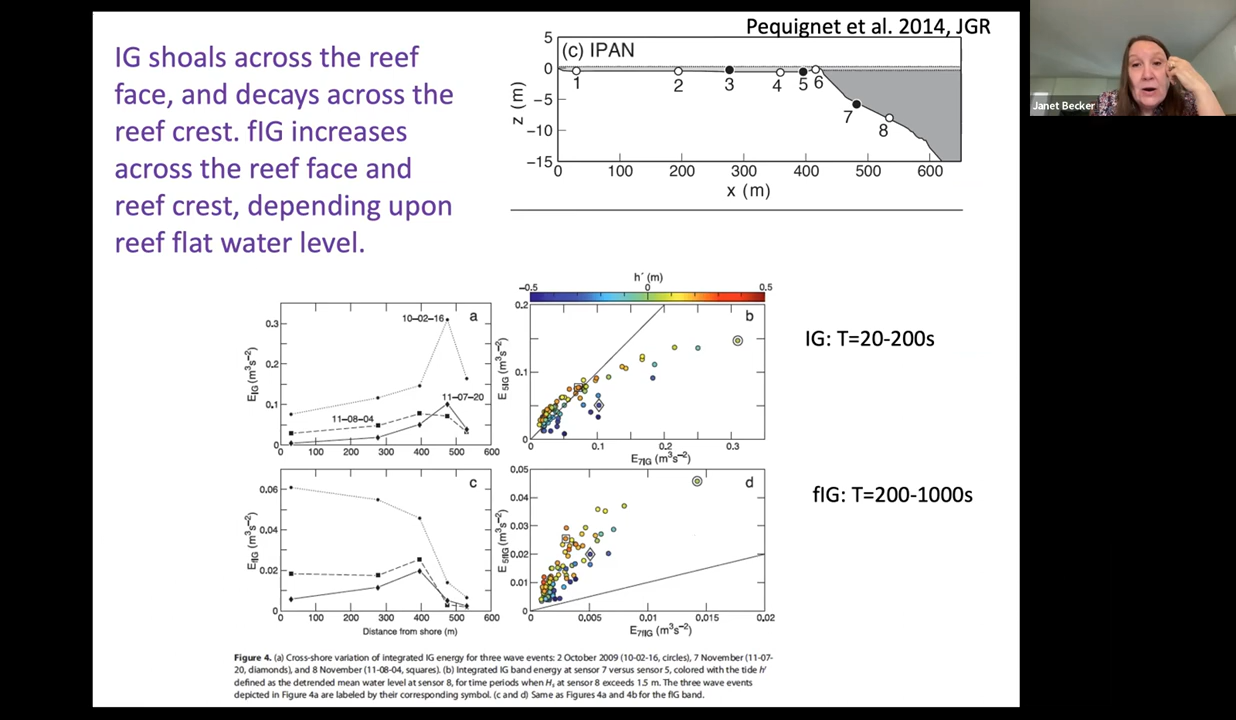 Pequignet et al. 2014, JGR
IG shoals across the reef
face, and decays across the
reef crest. fIG increases
across the reef face and
reef crest, depending upon
reef flat water level.
5
0
−5
−10
−15
z (m)
(c) IPAN
1
2
3
4
5
6
7
8
0
100
200
300
400
500
600
x (m)
Janet Becker
h´ (m)
−0.5
0
0.5
0.3
0.2
0.1
0
E_IG (m³s⁻²)
a
10−02−16
11−07−20
11−08−04
0
100
200
300
400
500
600
0.2
0.1
0
E_5IG (m³s⁻²)
b
0
0.1
0.2
0.3
E_7IG (m³s⁻²)
IG: T=20-200s
0.06
0.04
0.02
0
E_fIG (m³s⁻²)
c
0
100
200
300
400
500
600
Distance from shore (m)
0.05
0.04
0.03
0.02
0.01
0
E_5fIG (m³s⁻²)
d
0
0.005
0.01
0.015
0.02
E_7fIG (m³s⁻²)
fIG: T=200-1000s
Figure 4. (a) Cross-shore variation of integrated IG energy for three wave events: 2 October 2009 (10-02-16, circles), 7 November (11-07-
20, diamonds), and 8 November (11-08-04, squares). (b) Integrated IG band energy at sensor 7 versus sensor 5, colored with the tide h′
defined as the detrended mean water level at sensor 8, for time periods when Hs at sensor 8 exceeds 1.5 m. The three wave events
depicted in Figure 4a are labeled by their corresponding symbol. (c and d) Same as Figures 4a and 4b for the fIG band.